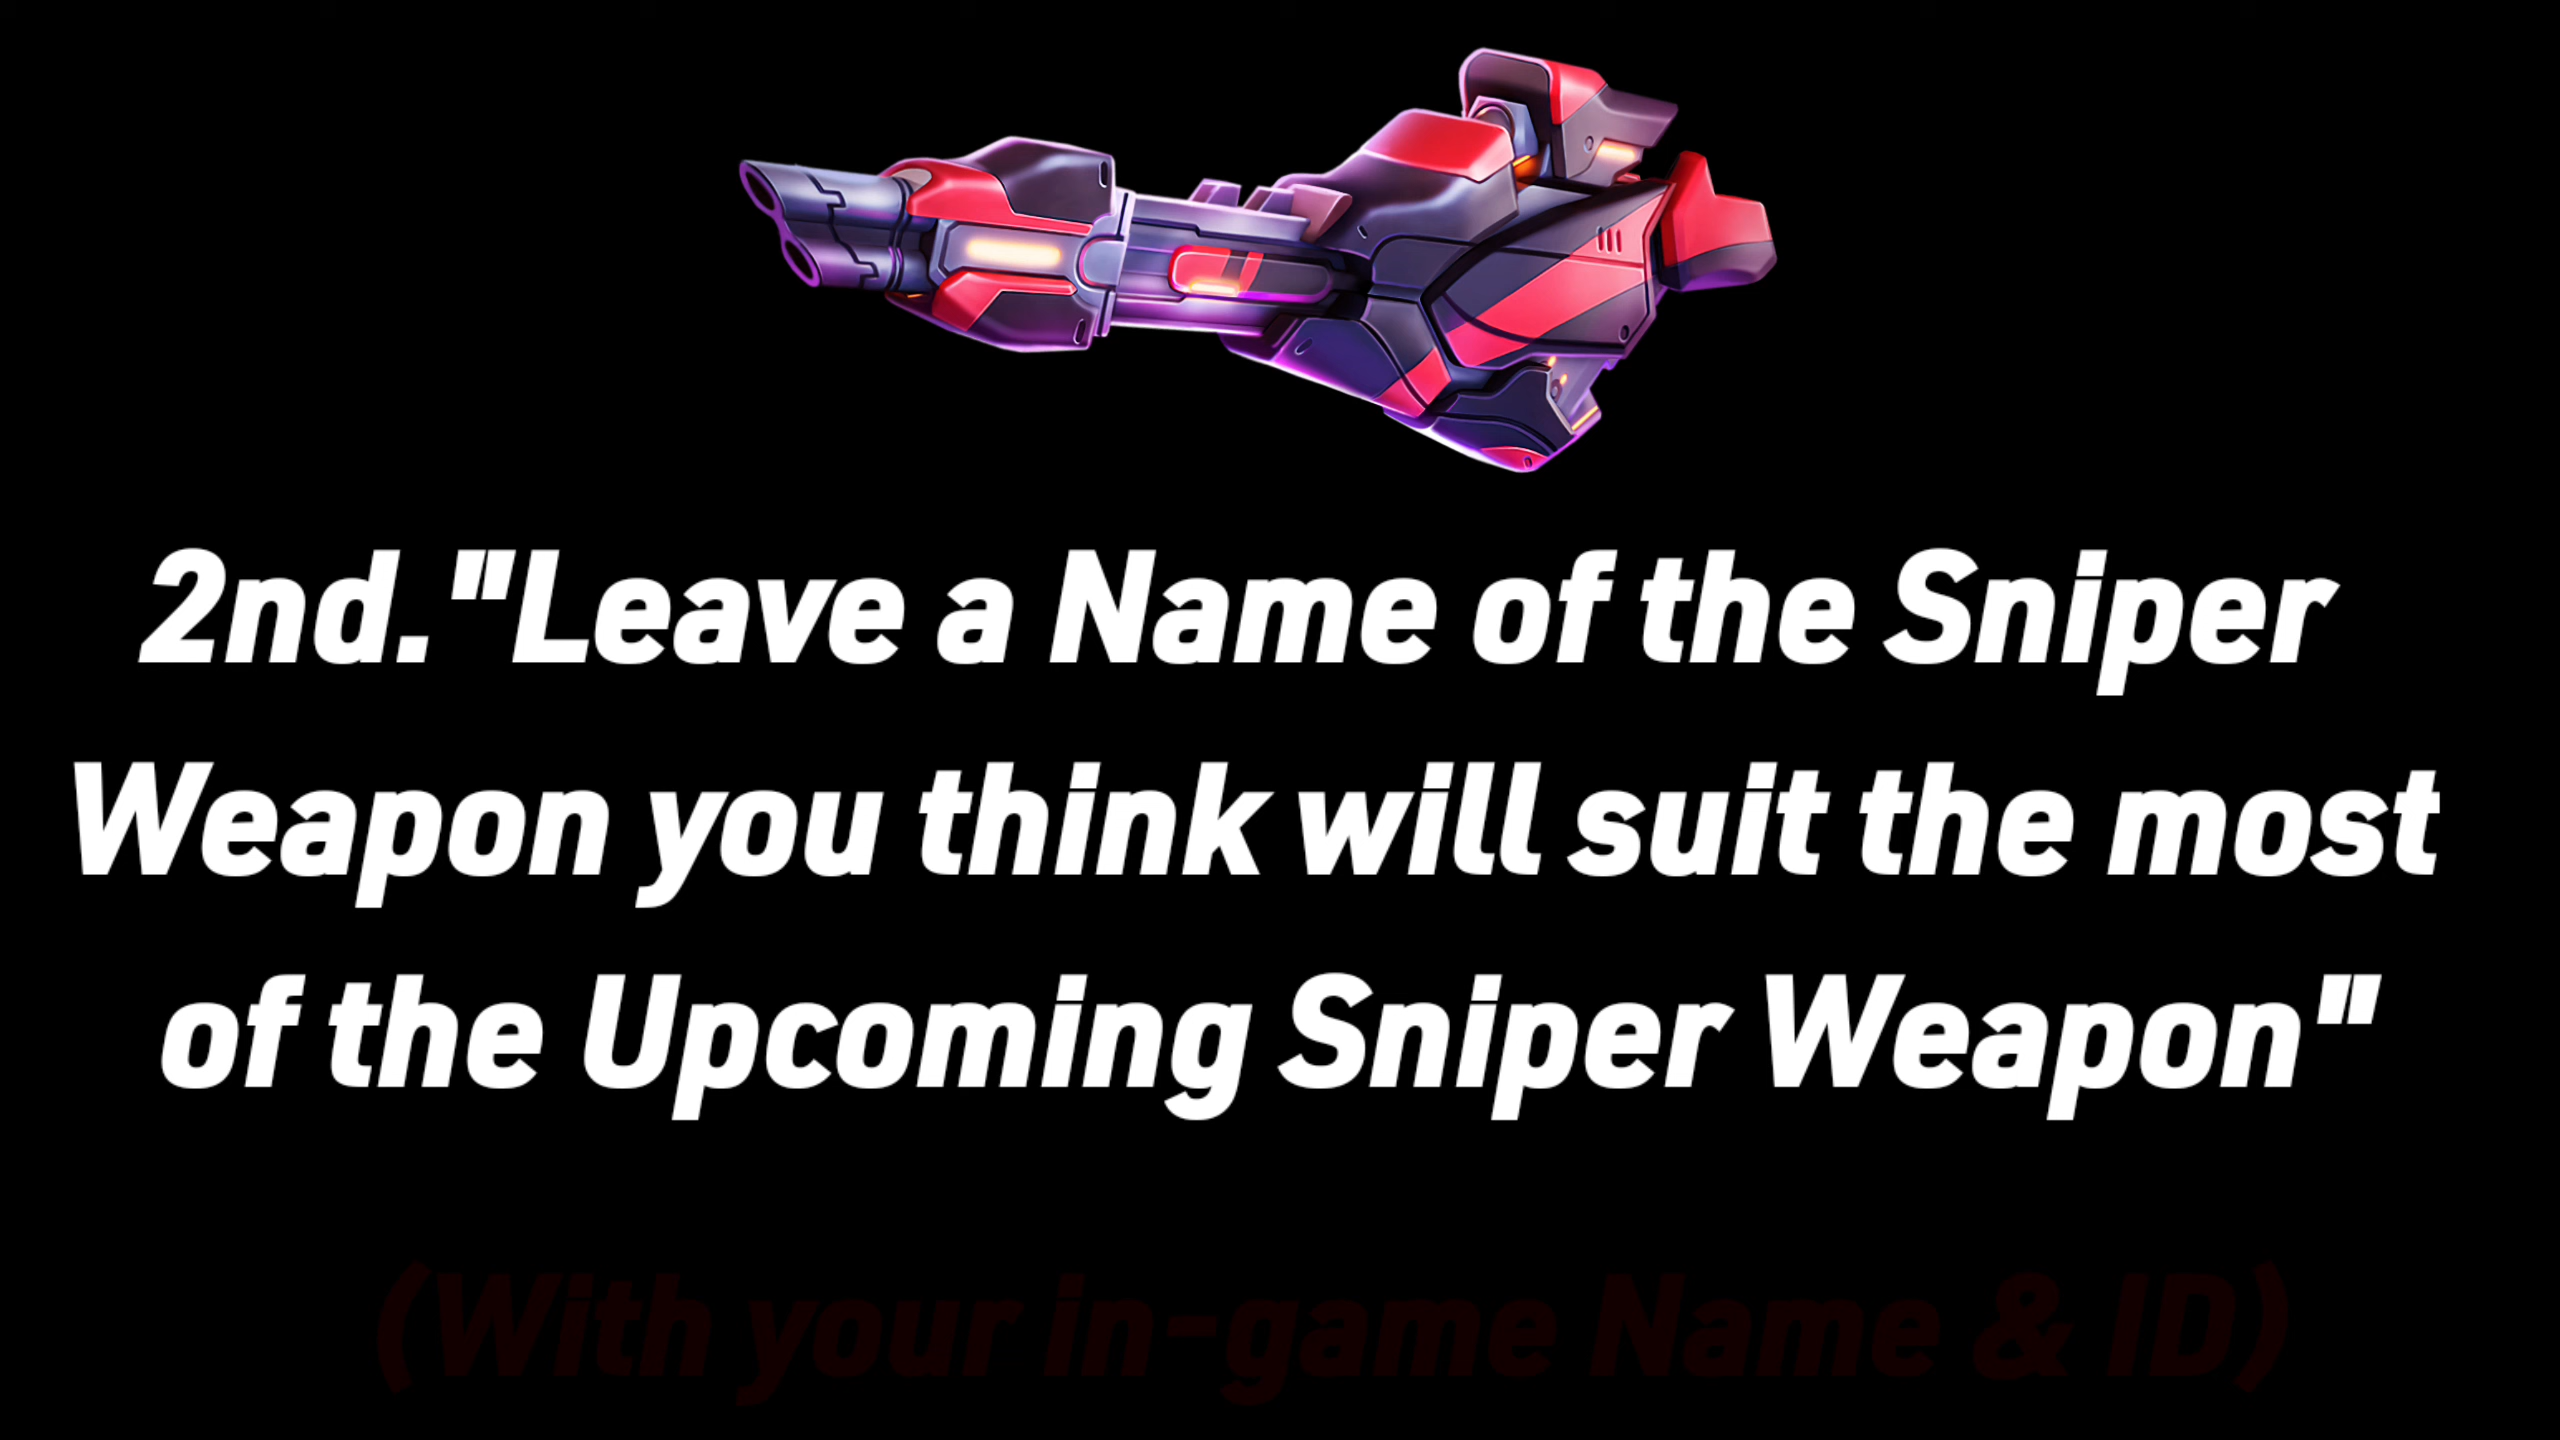 2nd."Leave a Name of the Sniper
Weapon you think will suit the most
of the Upcoming Sniper Weapon"
(With your in-game Name & ID)